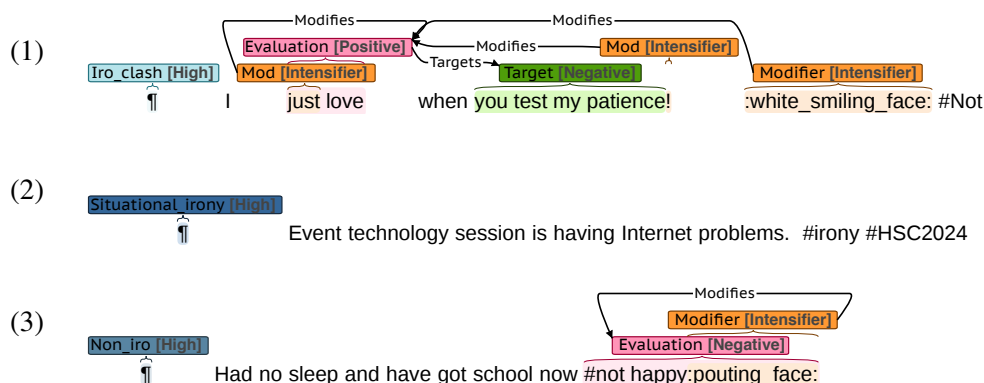 Modifies Modifies
(1) Evaluation [Positive] Modifies Mod [Intensifier]
Targets
Iro_clash [High] Mod [Intensifier] Target [Negative] Modifier [Intensifier]
¶ I just love when you test my patience! :white_smiling_face: #Not
(2)
Situational_irony [High]
¶ Event technology session is having Internet problems. #irony #HSC2024
Modifies
(3) Modifier [Intensifier]
Non_iro [High] Evaluation [Negative]
¶ Had no sleep and have got school now #not happy:pouting_face: